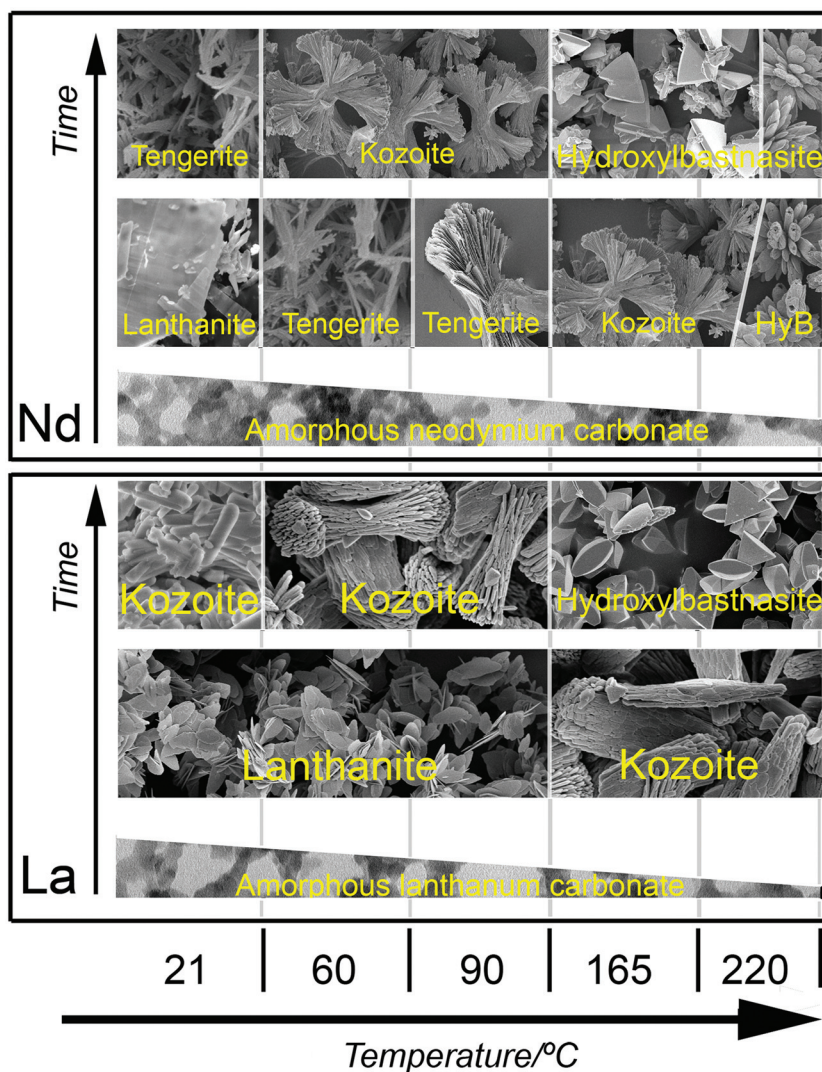 Time
Tengerite
Kozoite
Hydroxylbastnasite
Lanthanite
Tengerite
Tengerite
Kozoite
HyB
Nd
Amorphous neodymium carbonate
Time
Kozoite
Kozoite
Hydroxylbastnasite
Lanthanite
Kozoite
La
Amorphous lanthanum carbonate
21 60 90 165 220
Temperature/ºC